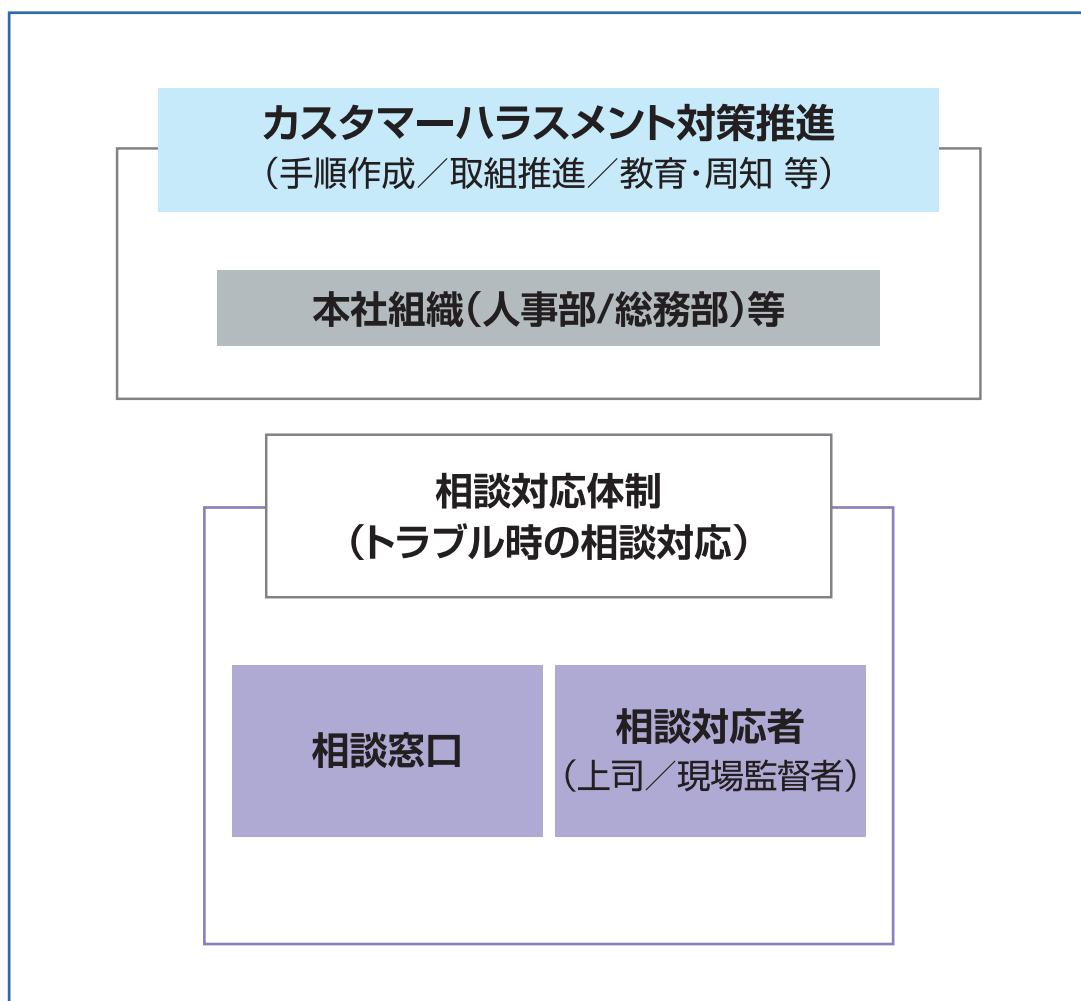 カスタマーハラスメント対策推進
（手順作成／取組推進／教育・周知 等）
本社組織（人事部/総務部）等
相談対応体制
（トラブル時の相談対応）
相談窓口
相談対応者
（上司／現場監督者）